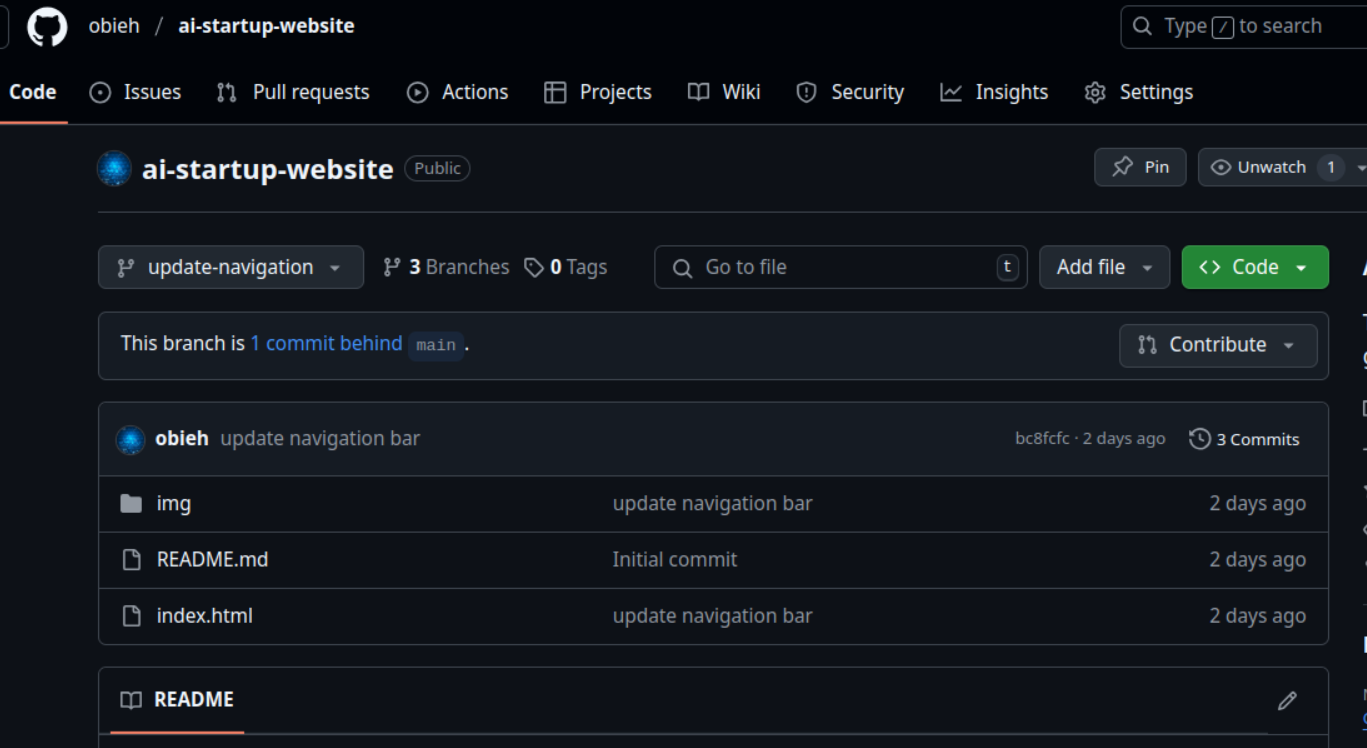 obieh / ai-startup-website
Type / to search
Code Issues Pull requests Actions Projects Wiki Security Insights Settings
ai-startup-website Public
Pin Unwatch 1
update-navigation 3 Branches 0 Tags Go to file t Add file Code
This branch is 1 commit behind main . Contribute
obieh update navigation bar bc8fcfc · 2 days ago 3 Commits
img update navigation bar 2 days ago
README.md Initial commit 2 days ago
index.html update navigation bar 2 days ago
README